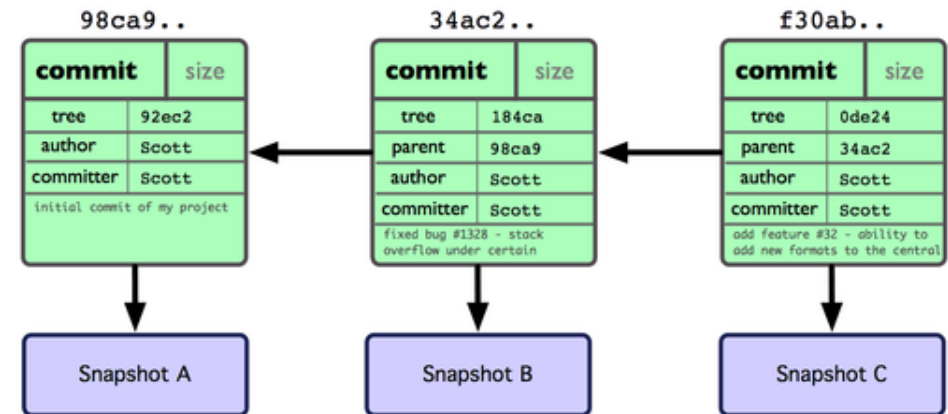 98ca9..
commit size
tree 92ec2
author Scott
committer Scott
initial commit of my project
Snapshot A
34ac2..
commit size
tree 184ca
parent 98ca9
author Scott
committer Scott
fixed bug #1328 - stack
overflow under certain
Snapshot B
f30ab..
commit size
tree 0de24
parent 34ac2
author Scott
committer Scott
add feature #32 - ability to
add new formats to the central
Snapshot C